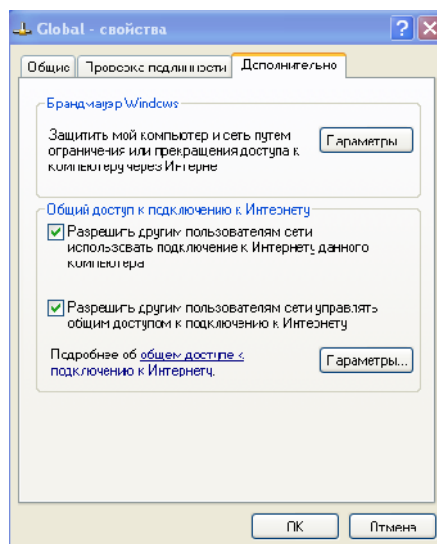 Global - свойства
Общие Проверка подлинности Дополнительно
Брандмауэр Windows
Защитить мой компьютер и сеть путем
ограничения или прекращения доступа к
компьютеру через Интерне
Параметры
Общий доступ к подключению к Интернету
Разрешить другим пользователям сети
использовать подключение к Интернету данного
компьютера
Разрешить другим пользователям сети управлять
общим доступом к подключению к Интернету
Подробнее об общем доступе к
подключению к Интернету.
Параметры...
ОК Отмена